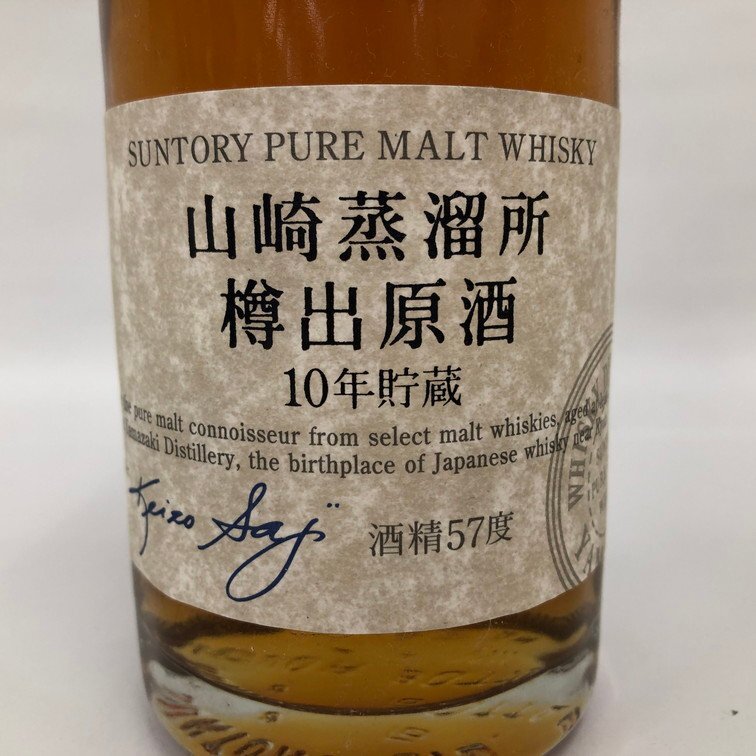 SUNTORY PURE MALT WHISKY
山崎蒸溜所
樽出原酒
10年貯蔵
pure malt connoisseur from select malt whiskies, aged
Distillery, the birthplace of Japanese whisky near
Keizo Saji
酒精57度